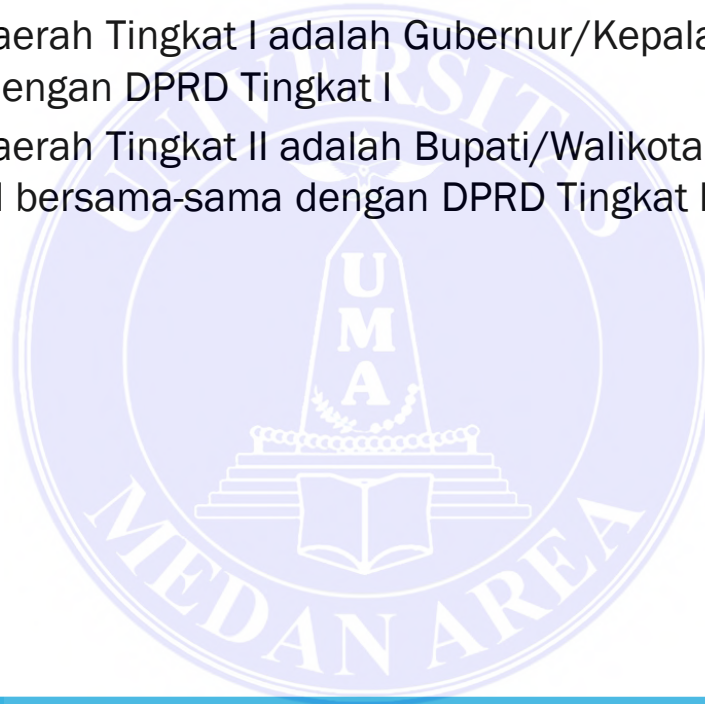 aerah Tingkat I adalah Gubernur/Kepala
engan DPRD Tingkat I
aerah Tingkat II adalah Bupati/Walikota
bersama-sama dengan DPRD Tingkat
UNIVERSITAS
U
M
A
MEDAN AREA